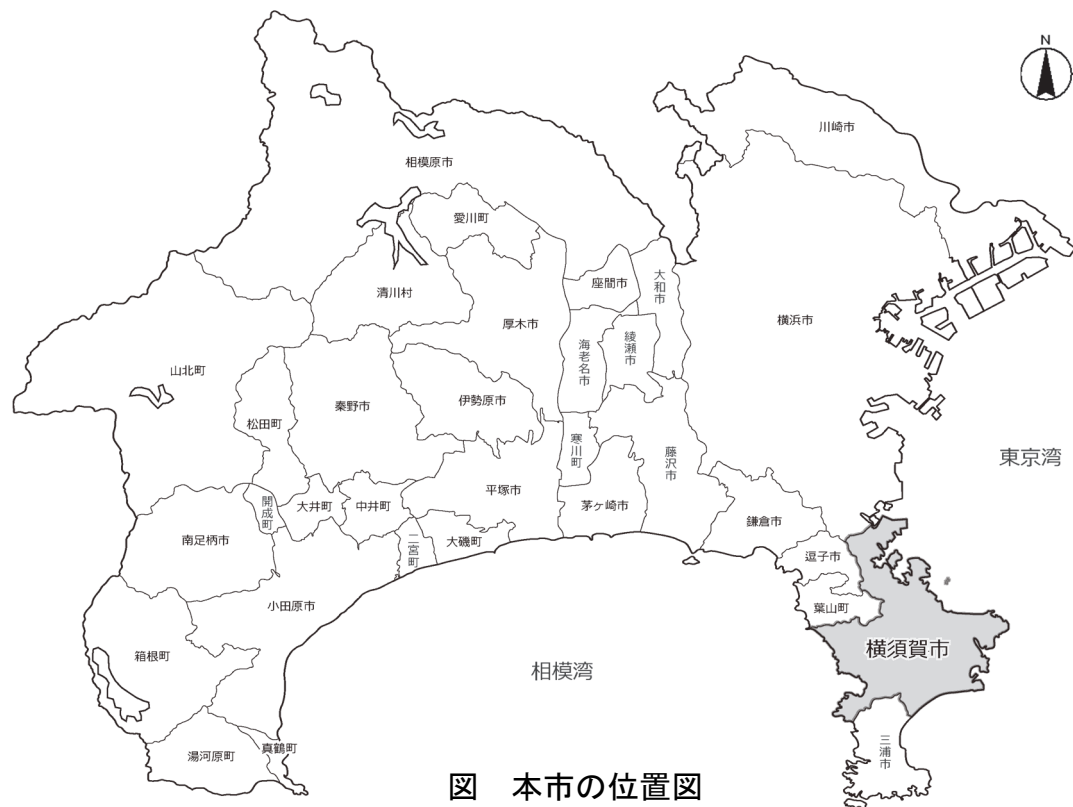 N
川崎市
相模原市
愛川町
座間市
大和市
清川村
横浜市
厚木市
海老名市
綾瀬市
山北町
秦野市
伊勢原市
松田町
寒川町
藤沢市
東京湾
開成町
大井町
中井町
平塚市
茅ヶ崎市
鎌倉市
南足柄市
二宮町
大磯町
逗子市
小田原市
葉山町
箱根町
横須賀市
相模湾
湯河原町
真鶴町
三浦市
図 本市の位置図